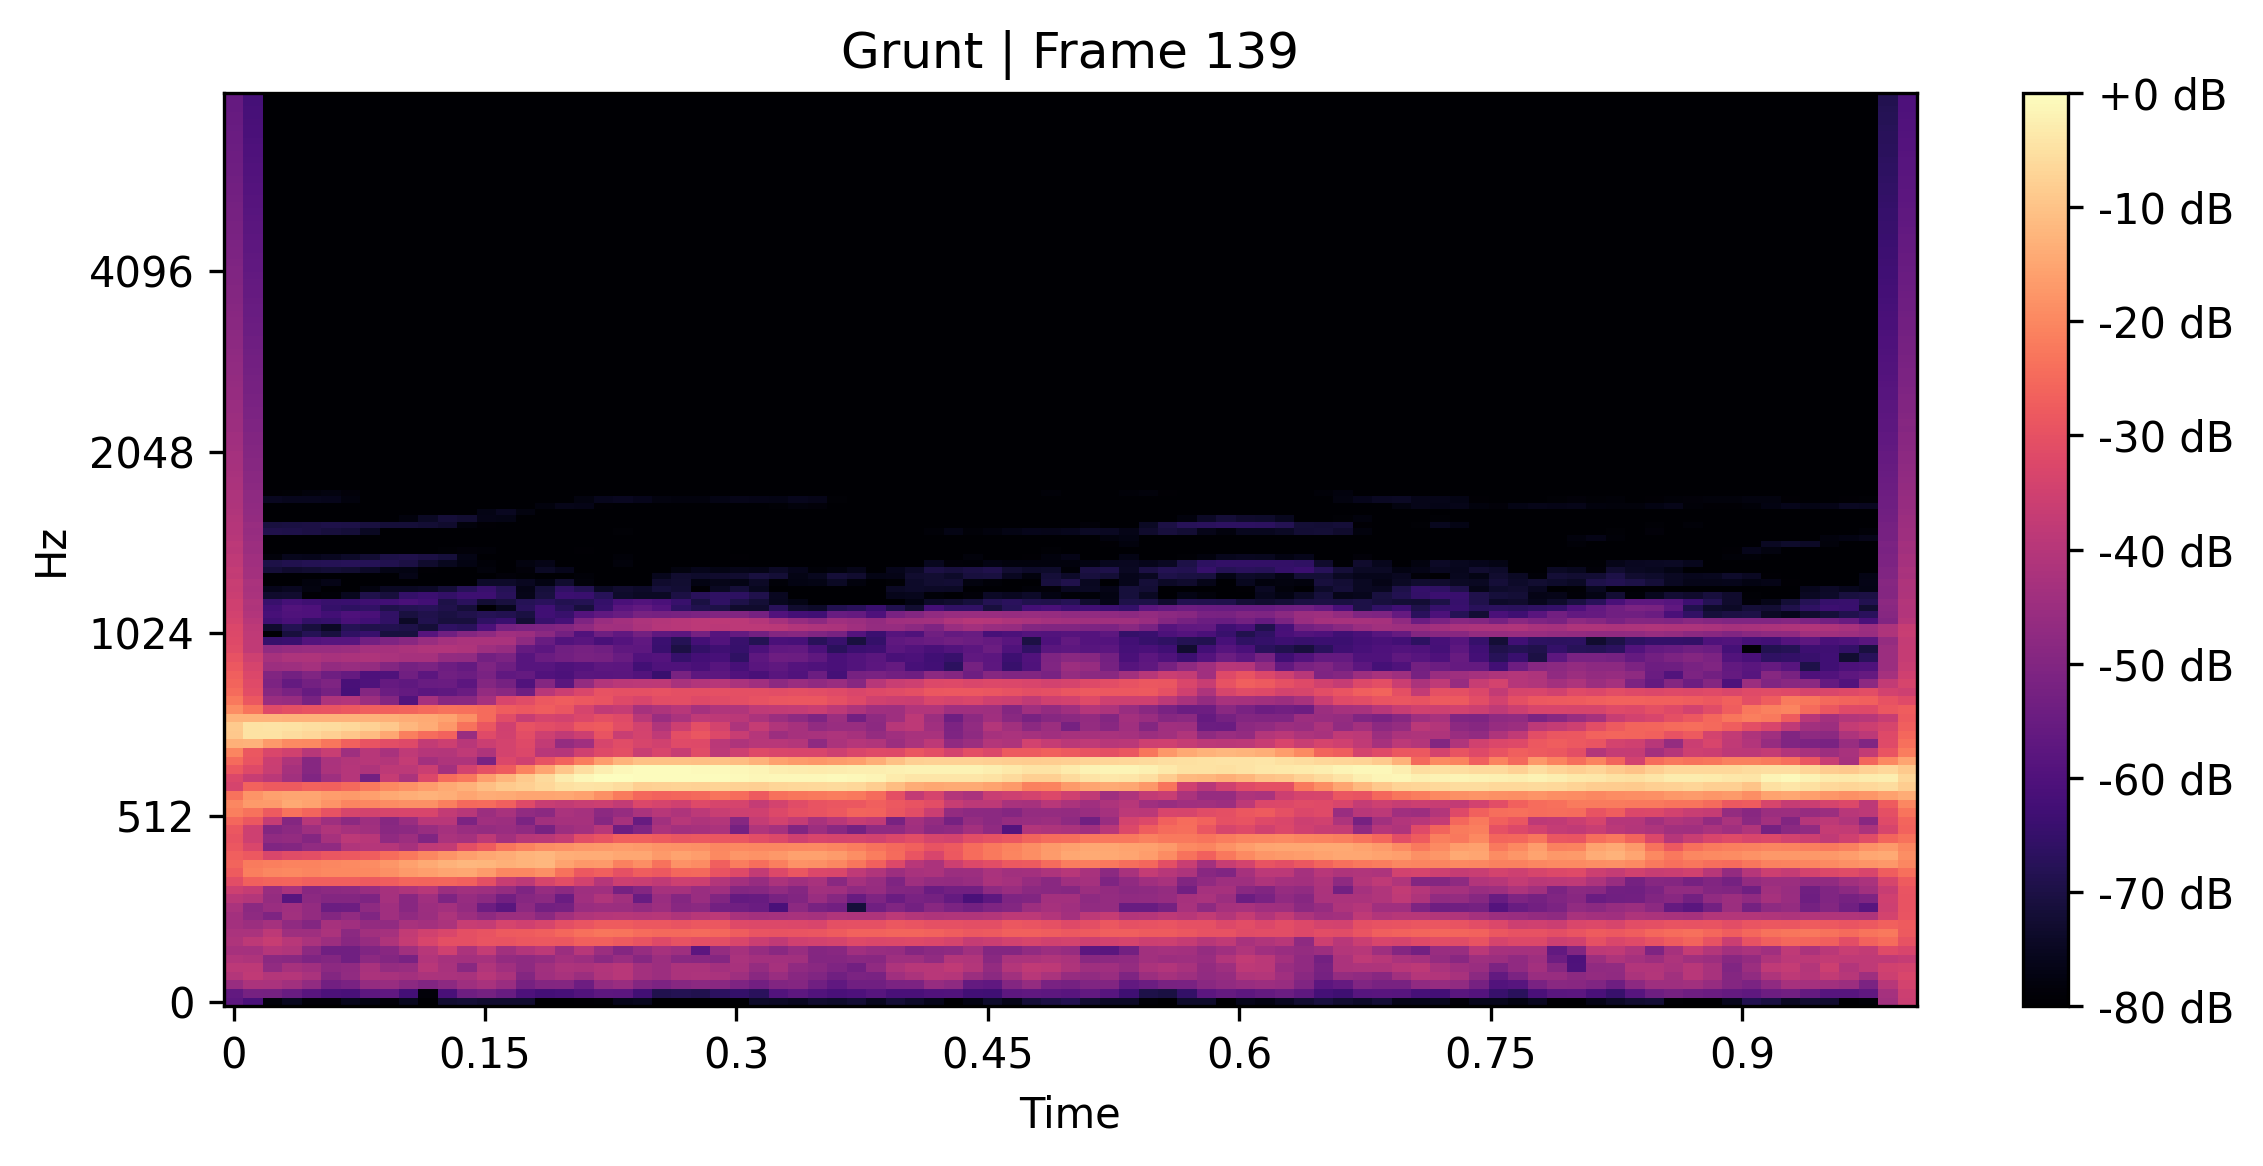 Grunt | Frame 139
Hz
4096
2048
1024
512
0
0 0.15 0.3 0.45 0.6 0.75 0.9
Time
+0 dB
-10 dB
-20 dB
-30 dB
-40 dB
-50 dB
-60 dB
-70 dB
-80 dB